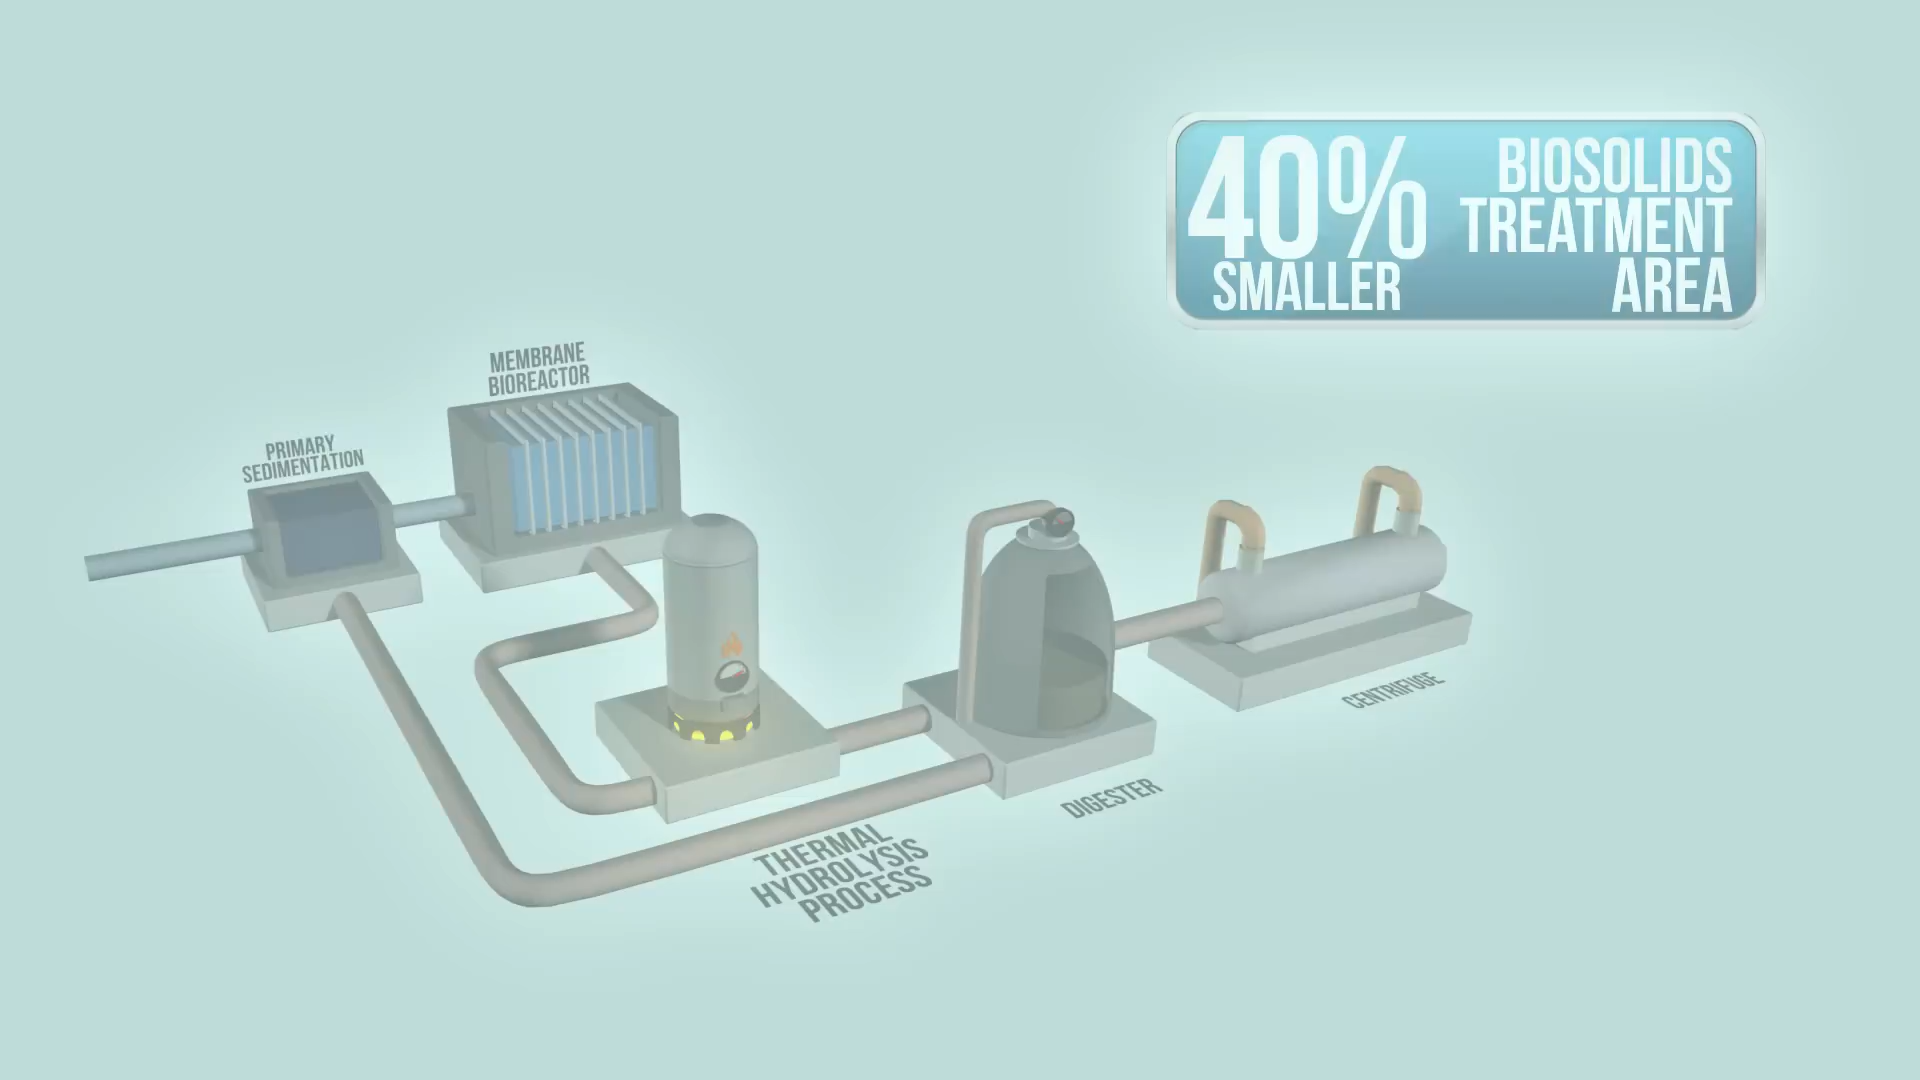 40%
SMALLER
BIOSOLIDS
TREATMENT
AREA
MEMBRANE
BIOREACTOR
PRIMARY
SEDIMENTATION
CENTRIFUGE
DIGESTER
THERMAL
HYDROLYSIS
PROCESS